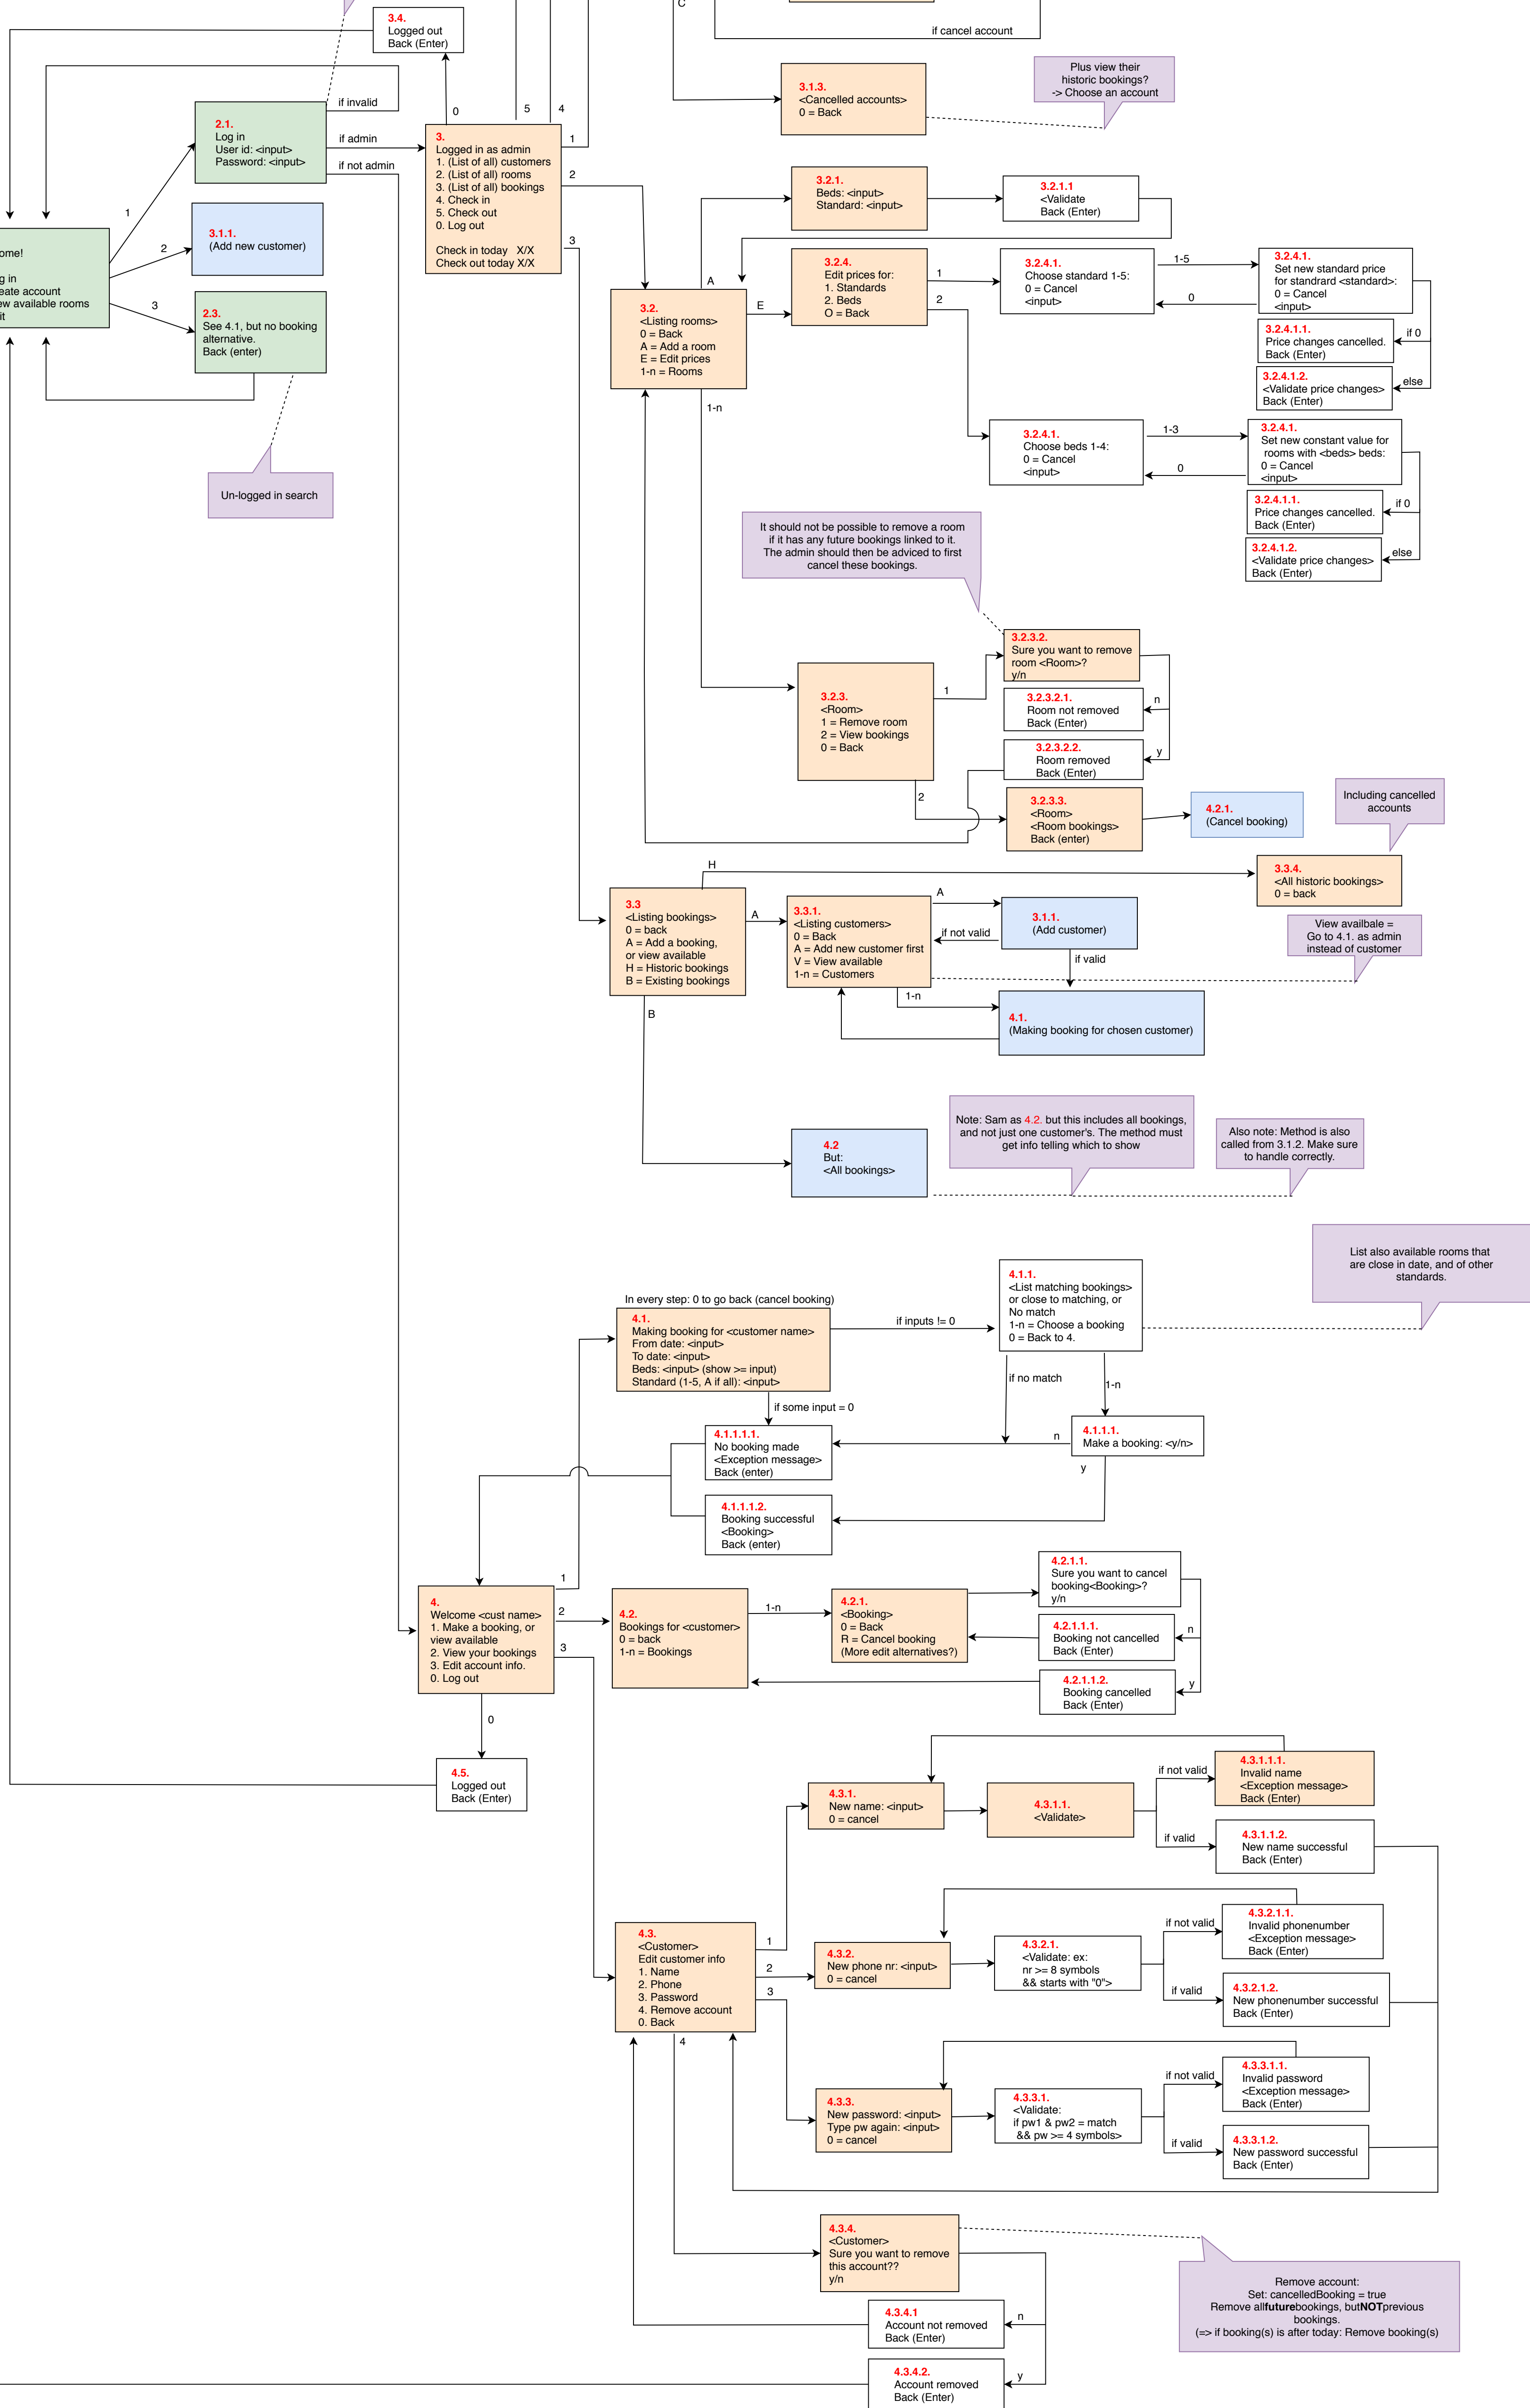 C
if cancel account
3.4.
Logged out
Back (Enter)
3.1.3.
<Cancelled accounts>
0 = Back
Plus view their
historic bookings?
-> Choose an account
0
5
4
if invalid
if admin
if not admin
2.1.
Log in
User id: <input>
Password: <input>
3.
Logged in as admin
1. (List of all) customers
2. (List of all) rooms
3. (List of all) bookings
4. Check in
5. Check out
0. Log out
Check in today X/X
Check out today X/X
1
2
3
1
2
3
ome!
g in
eate account
ew available rooms
it
3.1.1.
(Add new customer)
2.3.
See 4.1, but no booking
alternative.
Back (enter)
Un-logged in search
3.2.1.
Beds: <input>
Standard: <input>
3.2.1.1
<Validate
Back (Enter)
A
E
1-n
3.2.
<Listing rooms>
0 = Back
A = Add a room
E = Edit prices
1-n = Rooms
3.2.4.
Edit prices for:
1. Standards
2. Beds
O = Back
1
2
3.2.4.1.
Choose standard 1-5:
0 = Cancel
<input>
1-5
0
3.2.4.1.
Set new standard price
for standrard <standard>:
0 = Cancel
<input>
3.2.4.1.1.
Price changes cancelled.
Back (Enter)
if 0
3.2.4.1.2.
<Validate price changes>
Back (Enter)
else
3.2.4.1.
Choose beds 1-4:
0 = Cancel
<input>
1-3
0
3.2.4.1.
Set new constant value for
rooms with <beds> beds:
0 = Cancel
<input>
3.2.4.1.1.
Price changes cancelled.
Back (Enter)
if 0
3.2.4.1.2.
<Validate price changes>
Back (Enter)
else
It should not be possible to remove a room
if it has any future bookings linked to it.
The admin should then be adviced to first
cancel these bookings.
3.2.3.2.
Sure you want to remove
room <Room>?
y/n
3.2.3.
<Room>
1 = Remove room
2 = View bookings
0 = Back
1
2
3.2.3.2.1.
Room not removed
Back (Enter)
n
3.2.3.2.2.
Room removed
Back (Enter)
y
3.2.3.3.
<Room>
<Room bookings>
Back (enter)
4.2.1.
(Cancel booking)
Including cancelled
accounts
H
3.3.4.
<All historic bookings>
0 = back
3.3
<Listing bookings>
0 = back
A = Add a booking,
or view available
H = Historic bookings
B = Existing bookings
A
B
3.3.1.
<Listing customers>
0 = Back
A = Add new customer first
V = View available
1-n = Customers
A
if not valid
3.1.1.
(Add customer)
if valid
1-n
View availbale =
Go to 4.1. as admin
instead of customer
4.1.
(Making booking for chosen customer)
4.2
But:
<All bookings>
Note: Sam as 4.2. but this includes all bookings,
and not just one customer's. The method must
get info telling which to show
Also note: Method is also
called from 3.1.2. Make sure
to handle correctly.
List also available rooms that
are close in date, and of other
standards.
In every step: 0 to go back (cancel booking)
4.1.
Making booking for <customer name>
From date: <input>
To date: <input>
Beds: <input> (show >= input)
Standard (1-5, A if all): <input>
if inputs != 0
4.1.1.
<List matching bookings>
or close to matching, or
No match
1-n = Choose a booking
0 = Back to 4.
if no match
1-n
if some input = 0
4.1.1.1.
Make a booking: <y/n>
n
y
4.1.1.1.1.
No booking made
<Exception message>
Back (enter)
4.1.1.1.2.
Booking successful
<Booking>
Back (enter)
4.
Welcome <cust name>
1. Make a booking, or
view available
2. View your bookings
3. Edit account info.
0. Log out
1
2
3
0
4.2.
Bookings for <customer>
0 = back
1-n = Bookings
1-n
4.2.1.
<Booking>
0 = Back
R = Cancel booking
(More edit alternatives?)
4.2.1.1.
Sure you want to cancel
booking<Booking>?
y/n
4.2.1.1.1.
Booking not cancelled
Back (Enter)
n
4.2.1.1.2.
Booking cancelled
Back (Enter)
y
4.5.
Logged out
Back (Enter)
4.3.1.
New name: <input>
0 = cancel
4.3.1.1.
<Validate>
if not valid
if valid
4.3.1.1.1.
Invalid name
<Exception message>
Back (Enter)
4.3.1.1.2.
New name successful
Back (Enter)
4.3.
<Customer>
Edit customer info
1. Name
2. Phone
3. Password
4. Remove account
0. Back
1
2
3
4
4.3.2.
New phone nr: <input>
0 = cancel
4.3.2.1.
<Validate: ex:
nr >= 8 symbols
&& starts with "0">
if not valid
if valid
4.3.2.1.1.
Invalid phonenumber
<Exception message>
Back (Enter)
4.3.2.1.2.
New phonenumber successful
Back (Enter)
4.3.3.
New password: <input>
Type pw again: <input>
0 = cancel
4.3.3.1.
<Validate:
if pw1 & pw2 = match
&& pw >= 4 symbols>
if not valid
if valid
4.3.3.1.1.
Invalid password
<Exception message>
Back (Enter)
4.3.3.1.2.
New password successful
Back (Enter)
4.3.4.
<Customer>
Sure you want to remove
this account??
y/n
4.3.4.1
Account not removed
Back (Enter)
n
4.3.4.2.
Account removed
Back (Enter)
y
Remove account:
Set: cancelledBooking = true
Remove allfuturebookings, butNOTprevious
bookings.
(=> if booking(s) is after today: Remove booking(s)